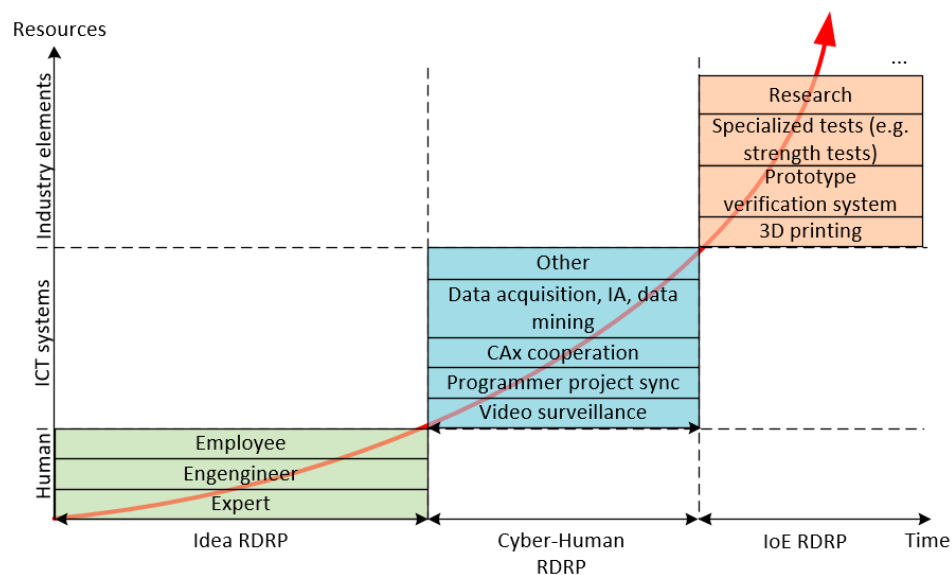 Resources
Industry elements
ICT systems
Human
...
Research
Specialized tests (e.g.
strength tests)
Prototype
verification system
3D printing
Other
Data acquisition, IA, data
mining
CAx cooperation
Programmer project sync
Video surveillance
Employee
Engengineer
Expert
Idea RDRP
Cyber-Human
RDRP
IoE RDRP
Time